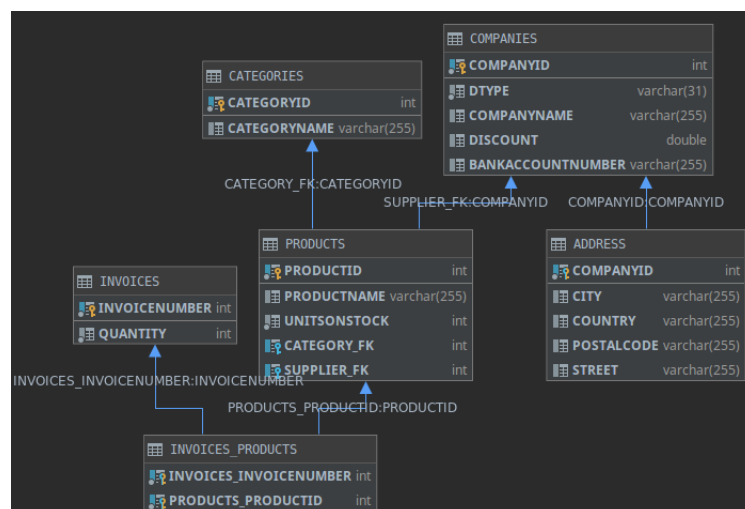 COMPANIES
COMPANYID int
DTYPE varchar(31)
COMPANYNAME varchar(255)
DISCOUNT double
BANKACCOUNTNUMBER varchar(255)
CATEGORIES
CATEGORYID int
CATEGORYNAME varchar(255)
CATEGORY_FK:CATEGORYID
SUPPLIER_FK:COMPANYID
COMPANYID:COMPANYID
PRODUCTS
PRODUCTID int
PRODUCTNAME varchar(255)
UNITSONSTOCK int
CATEGORY_FK int
SUPPLIER_FK int
ADDRESS
COMPANYID int
CITY varchar(255)
COUNTRY varchar(255)
POSTALCODE varchar(255)
STREET varchar(255)
INVOICES
INVOICENUMBER int
QUANTITY int
INVOICES_INVOICENUMBER:INVOICENUMBER
PRODUCTS_PRODUCTID:PRODUCTID
INVOICES_PRODUCTS
INVOICES_INVOICENUMBER int
PRODUCTS_PRODUCTID int